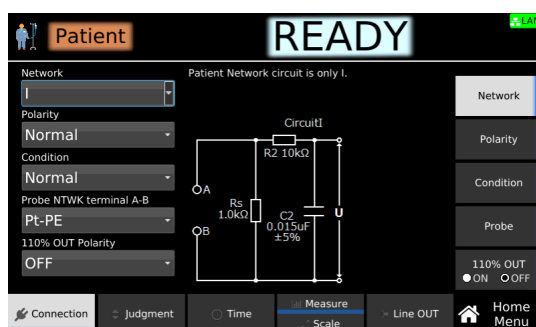 Patient
READY
LAN
Network
I
Polarity
Normal
Condition
Normal
Probe NTWK terminal A-B
Pt-PE
110% OUT Polarity
OFF
Patient Network circuit is only I.
CircuitI
R2 10kΩ
A
Rs
1.0kΩ
B
C2
0.015uF
±5%
U
Network
Polarity
Condition
Probe
110% OUT
ON OFF
Connection
Judgment
Time
Measure
Scale
Line OUT
Home
Menu